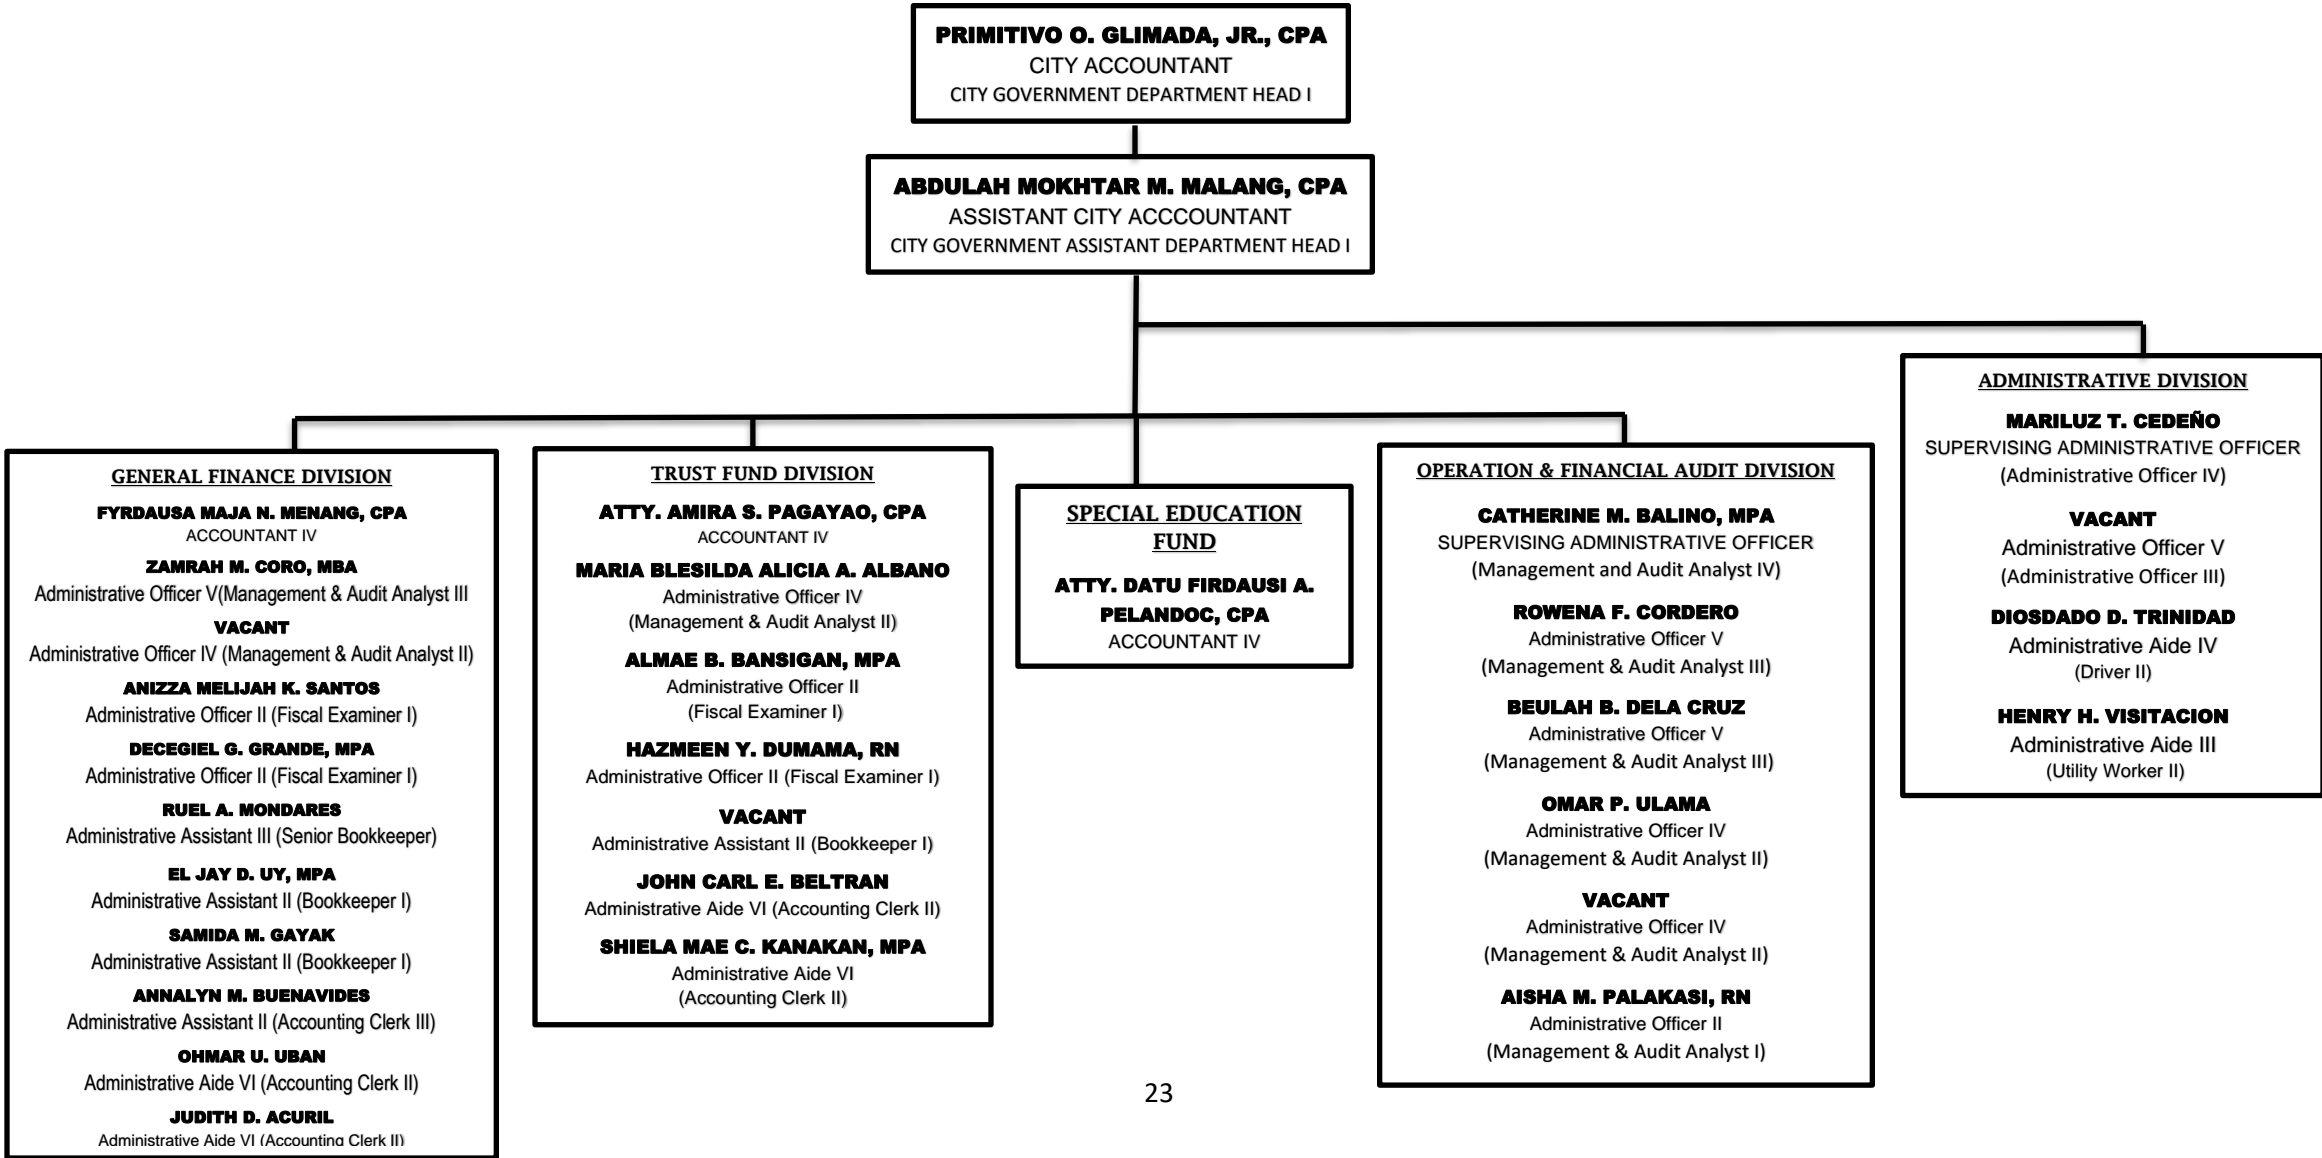 PRIMITIVO O. GLIMADA, JR., CPA
CITY ACCOUNTANT
CITY GOVERNMENT DEPARTMENT HEAD I
ABDULAH MOKHTAR M. MALANG, CPA
ASSISTANT CITY ACCCOUNTANT
CITY GOVERNMENT ASSISTANT DEPARTMENT HEAD I
GENERAL FINANCE DIVISION
FYRDAUSA MAJA N. MENANG, CPA
ACCOUNTANT IV
ZAMRAH M. CORO, MBA
Administrative Officer V(Management & Audit Analyst III
VACANT
Administrative Officer IV (Management & Audit Analyst II)
ANIZZA MELIJAH K. SANTOS
Administrative Officer II (Fiscal Examiner I)
DECEGIEL G. GRANDE, MPA
Administrative Officer II (Fiscal Examiner I)
RUEL A. MONDARES
Administrative Assistant III (Senior Bookkeeper)
EL JAY D. UY, MPA
Administrative Assistant II (Bookkeeper I)
SAMIDA M. GAYAK
Administrative Assistant II (Bookkeeper I)
ANNALYN M. BUENAVIDES
Administrative Assistant II (Accounting Clerk III)
OHMAR U. UBAN
Administrative Aide VI (Accounting Clerk II)
JUDITH D. ACURIL
Administrative Aide VI (Accounting Clerk II)
TRUST FUND DIVISION
ATTY. AMIRA S. PAGAYAO, CPA
ACCOUNTANT IV
MARIA BLESILDA ALICIA A. ALBANO
Administrative Officer IV
(Management & Audit Analyst II)
ALMAE B. BANSIGAN, MPA
Administrative Officer II
(Fiscal Examiner I)
HAZMEEN Y. DUMAMA, RN
Administrative Officer II (Fiscal Examiner I)
VACANT
Administrative Assistant II (Bookkeeper I)
JOHN CARL E. BELTRAN
Administrative Aide VI (Accounting Clerk II)
SHIELA MAE C. KANAKAN, MPA
Administrative Aide VI
(Accounting Clerk II)
SPECIAL EDUCATION
FUND
ATTY. DATU FIRDAUSI A.
PELANDOC, CPA
ACCOUNTANT IV
OPERATION & FINANCIAL AUDIT DIVISION
CATHERINE M. BALINO, MPA
SUPERVISING ADMINISTRATIVE OFFICER
(Management and Audit Analyst IV)
ROWENA F. CORDERO
Administrative Officer V
(Management & Audit Analyst III)
BEULAH B. DELA CRUZ
Administrative Officer V
(Management & Audit Analyst III)
OMAR P. ULAMA
Administrative Officer IV
(Management & Audit Analyst II)
VACANT
Administrative Officer IV
(Management & Audit Analyst II)
AISHA M. PALAKASI, RN
Administrative Officer II
(Management & Audit Analyst I)
ADMINISTRATIVE DIVISION
MARILUZ T. CEDEÑO
SUPERVISING ADMINISTRATIVE OFFICER
(Administrative Officer IV)
VACANT
Administrative Officer V
(Administrative Officer III)
DIOSDADO D. TRINIDAD
Administrative Aide IV
(Driver II)
HENRY H. VISITACION
Administrative Aide III
(Utility Worker II)
23